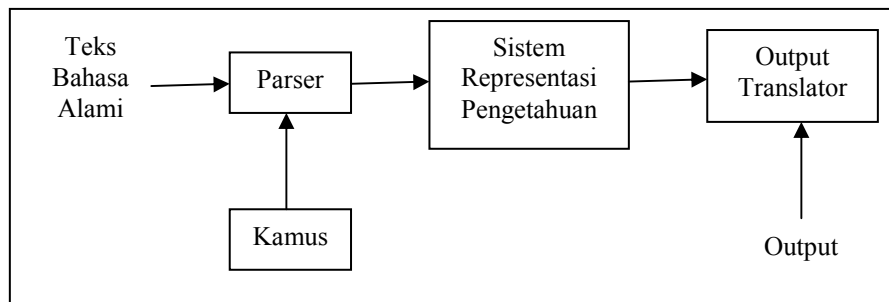 Teks
Bahasa
Alami
Parser
Sistem
Representasi
Pengetahuan
Output
Translator
Kamus
Output